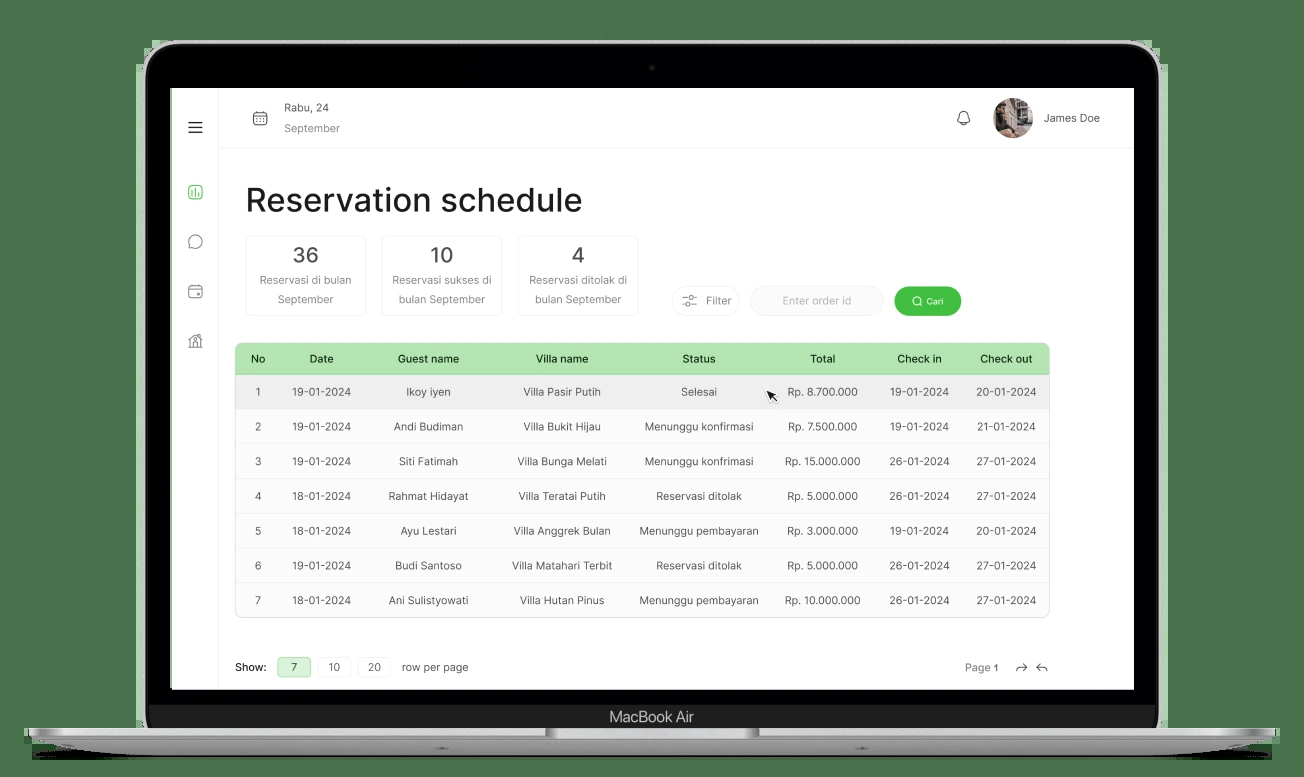 Rabu, 24
September
James Doe
Reservation schedule
36
Reservasi di bulan
September
10
Reservasi sukses di
bulan September
4
Reservasi ditolak di
bulan September
Filter
Enter order id
Cari
No Date Guest name Villa name Status Total Check in Check out
1 19-01-2024 Ikoy iyen Villa Pasir Putih Selesai Rp. 8.700.000 19-01-2024 20-01-2024
2 19-01-2024 Andi Budiman Villa Bukit Hijau Menunggu konfirmasi Rp. 7.500.000 19-01-2024 21-01-2024
3 19-01-2024 Siti Fatimah Villa Bunga Melati Menunggu konfrimasi Rp. 15.000.000 26-01-2024 27-01-2024
4 18-01-2024 Rahmat Hidayat Villa Teratai Putih Reservasi ditolak Rp. 5.000.000 26-01-2024 27-01-2024
5 18-01-2024 Ayu Lestari Villa Anggrek Bulan Menunggu pembayaran Rp. 3.000.000 19-01-2024 20-01-2024
6 19-01-2024 Budi Santoso Villa Matahari Terbit Reservasi ditolak Rp. 5.000.000 26-01-2024 27-01-2024
7 18-01-2024 Ani Sulistyowati Villa Hutan Pinus Menunggu pembayaran Rp. 10.000.000 26-01-2024 27-01-2024
Show: 7 10 20 row per page
Page 1
MacBook Air